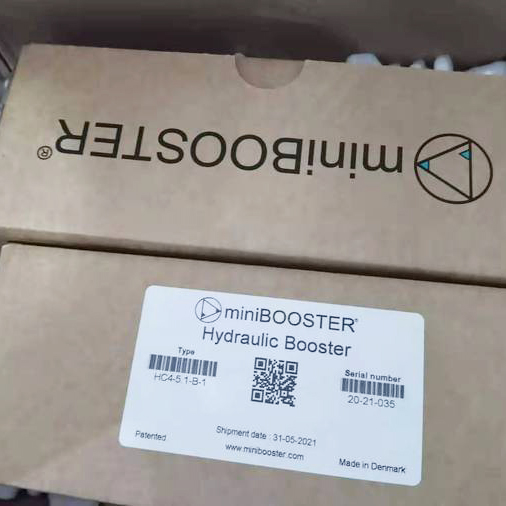 miniBOOSTER®
miniBOOSTER®
Hydraulic Booster
Type
Serial number
HC4-5.1-B-1
20-21-035
Patented
Shipment date : 31-05-2021
www.minibooster.com
Made in Denmark